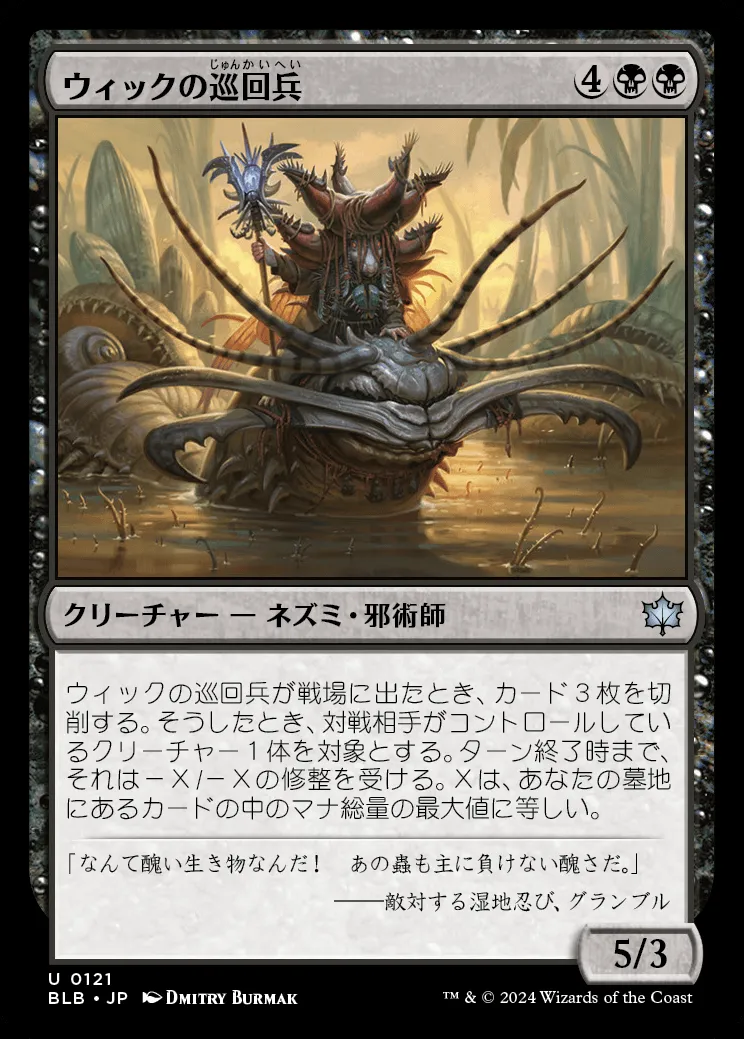 じゅんかいへい
ウィックの巡回兵 4
クリーチャー — ネズミ・邪術師
ウィックの巡回兵が戦場に出たとき、カード３枚を切
削する。そうしたとき、対戦相手がコントロールしてい
るクリーチャー１体を対象とする。ターン終了時まで、
それは－Ｘ/－Ｘの修整を受ける。Ｘは、あなたの墓地
にあるカードの中のマナ総量の最大値に等しい。
「なんて醜い生き物なんだ！　あの蟲も主に負けない醜さだ。」
――敵対する湿地忍び、グランブル
5/3
U 0121
BLB • JP Dmitry Burmak
™ & © 2024 Wizards of the Coast